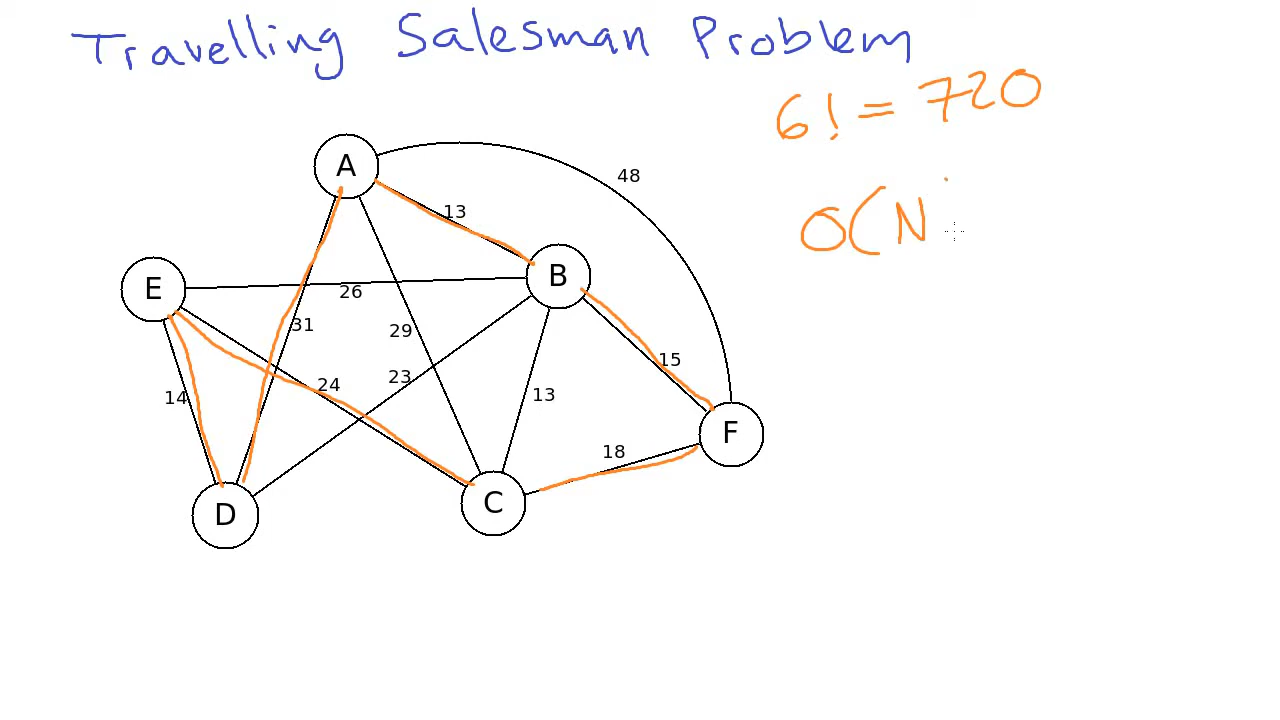 Travelling Salesman Problem
6! = 720
A
48
13
O(N
E
B
26
31
29
15
24
23
14
13
F
18
D
C